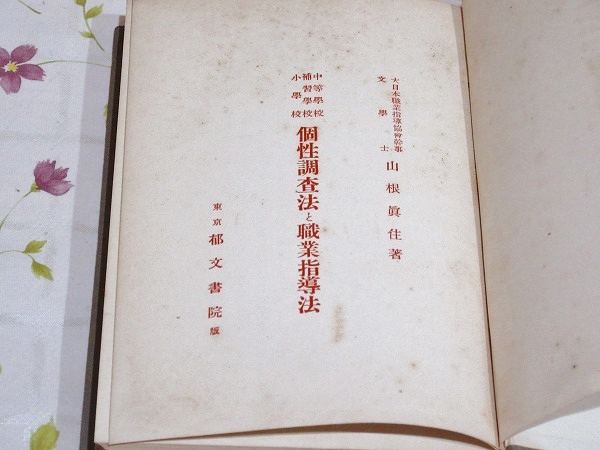 大日本職業指導協會幹事
文學士
山根眞住著
中等學校
補習學校
小學校
個性調査法と職業指導法
東京
郁文書院版